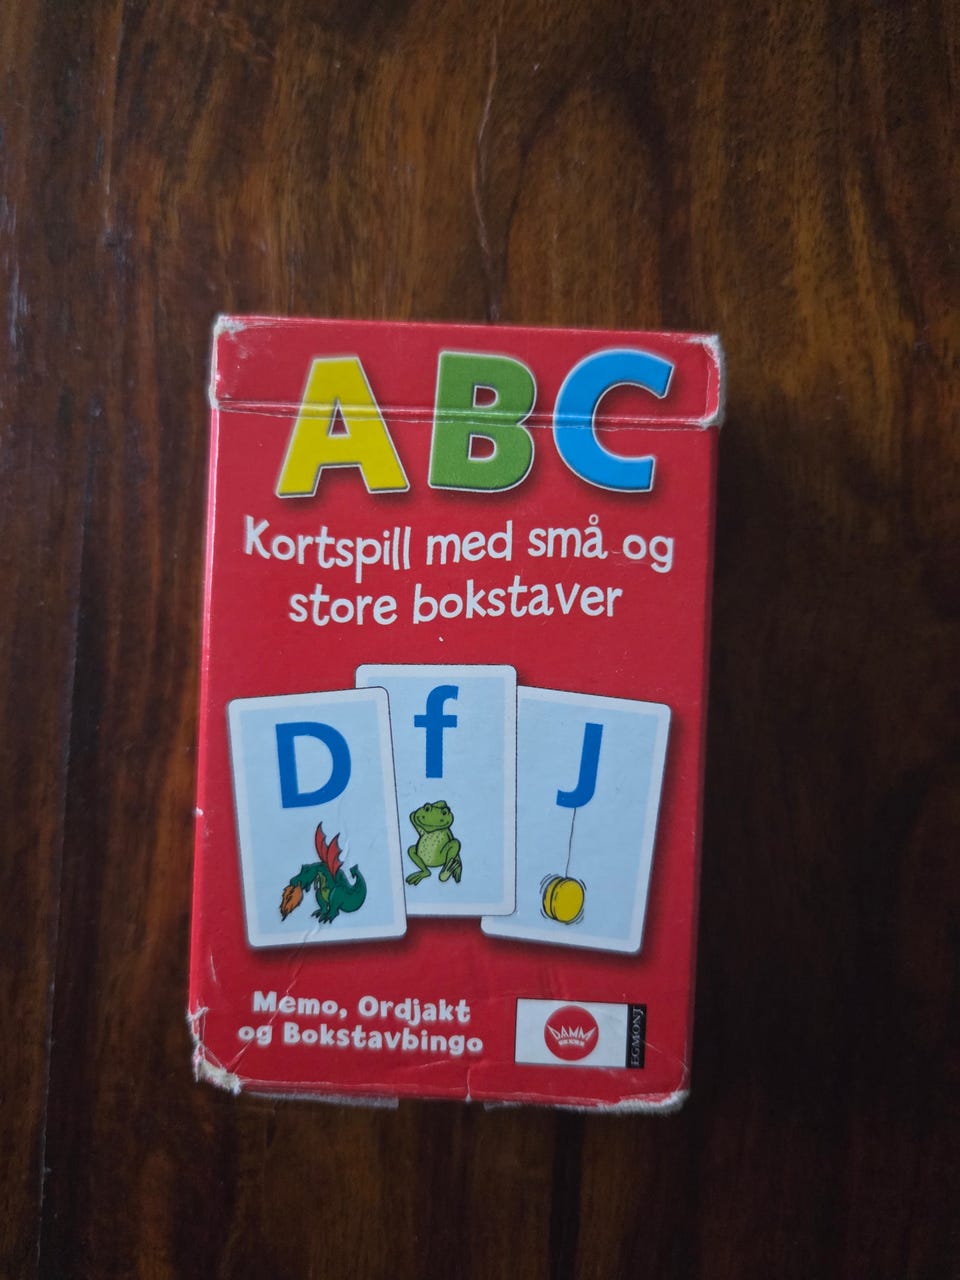 ABC
Kortspill med små og
store bokstaver
D
f
J
Memo, Ordjakt
og Bokstavbingo
DAMM
EGMONT